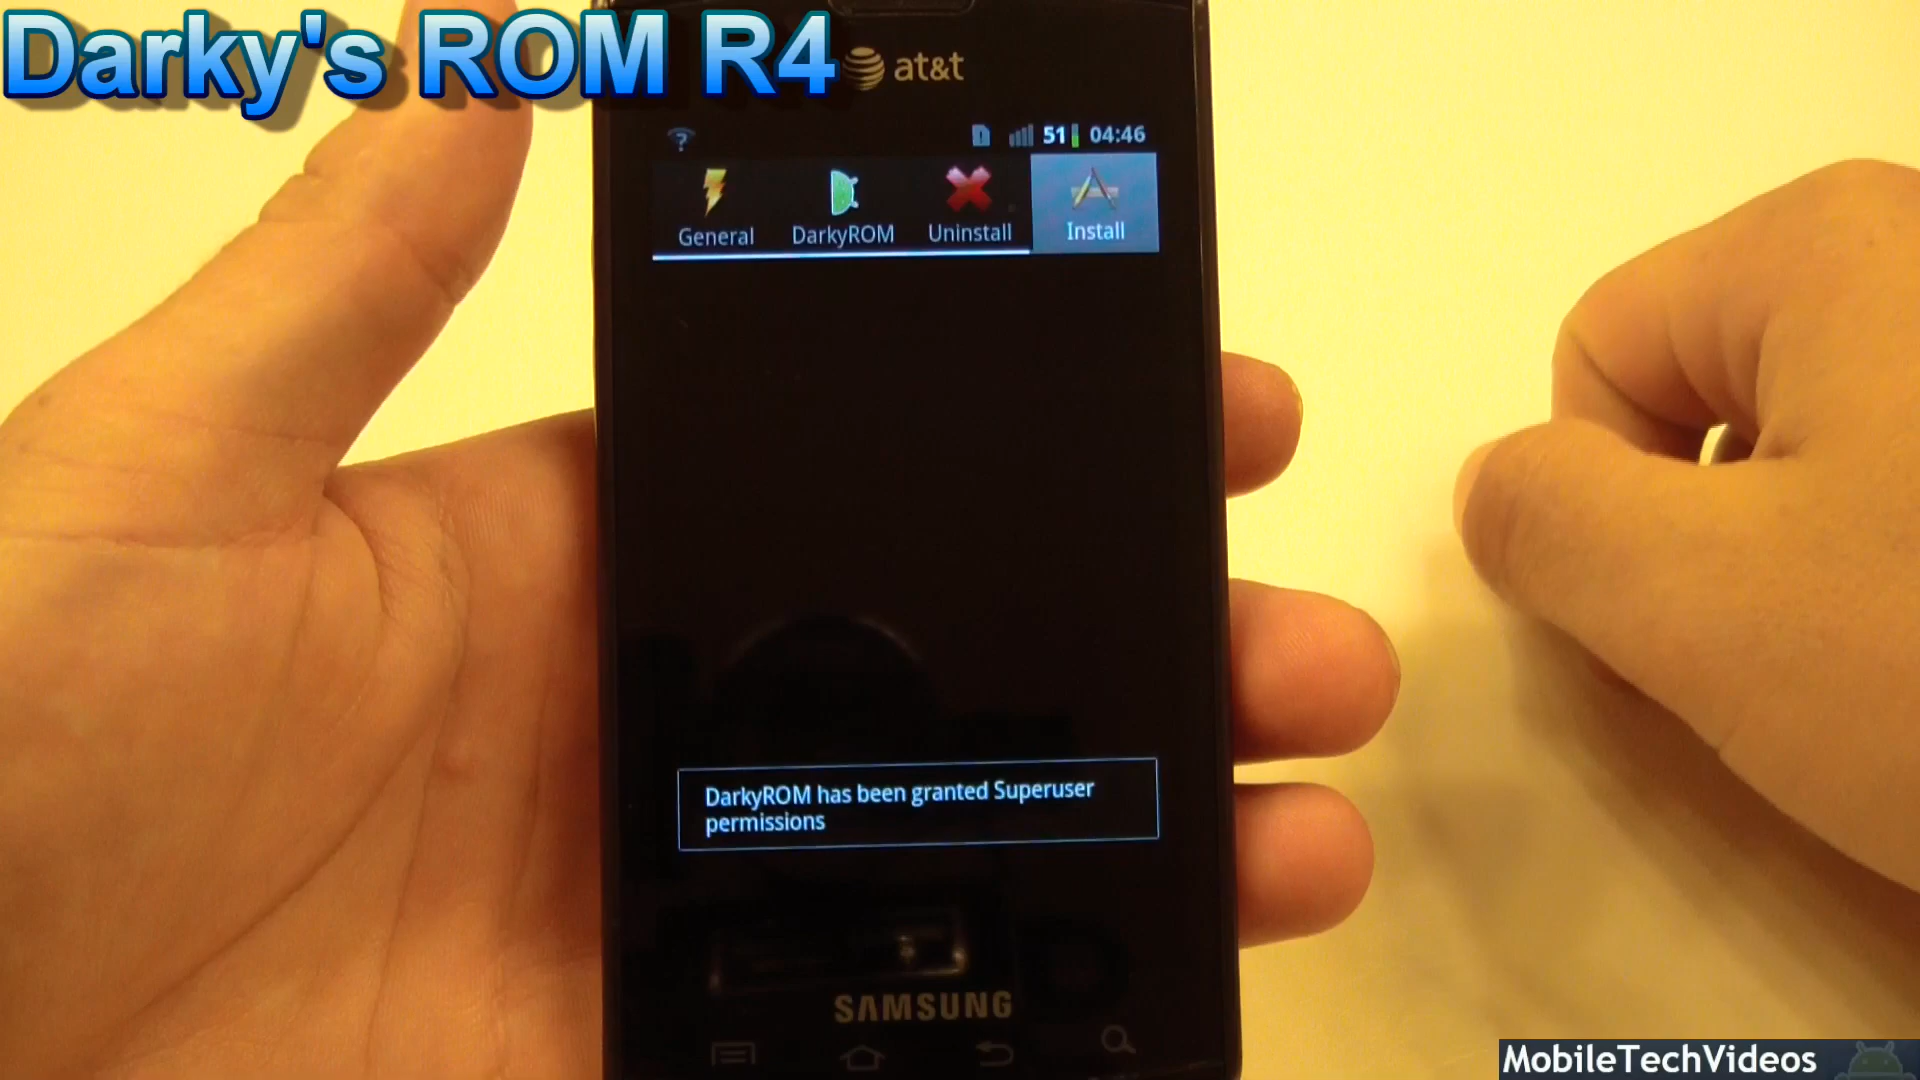 Darky's ROM R4
at&t
51 04:46
General DarkyROM Uninstall Install
DarkyROM has been granted Superuser
permissions
SAMSUNG
MobileTechVideos